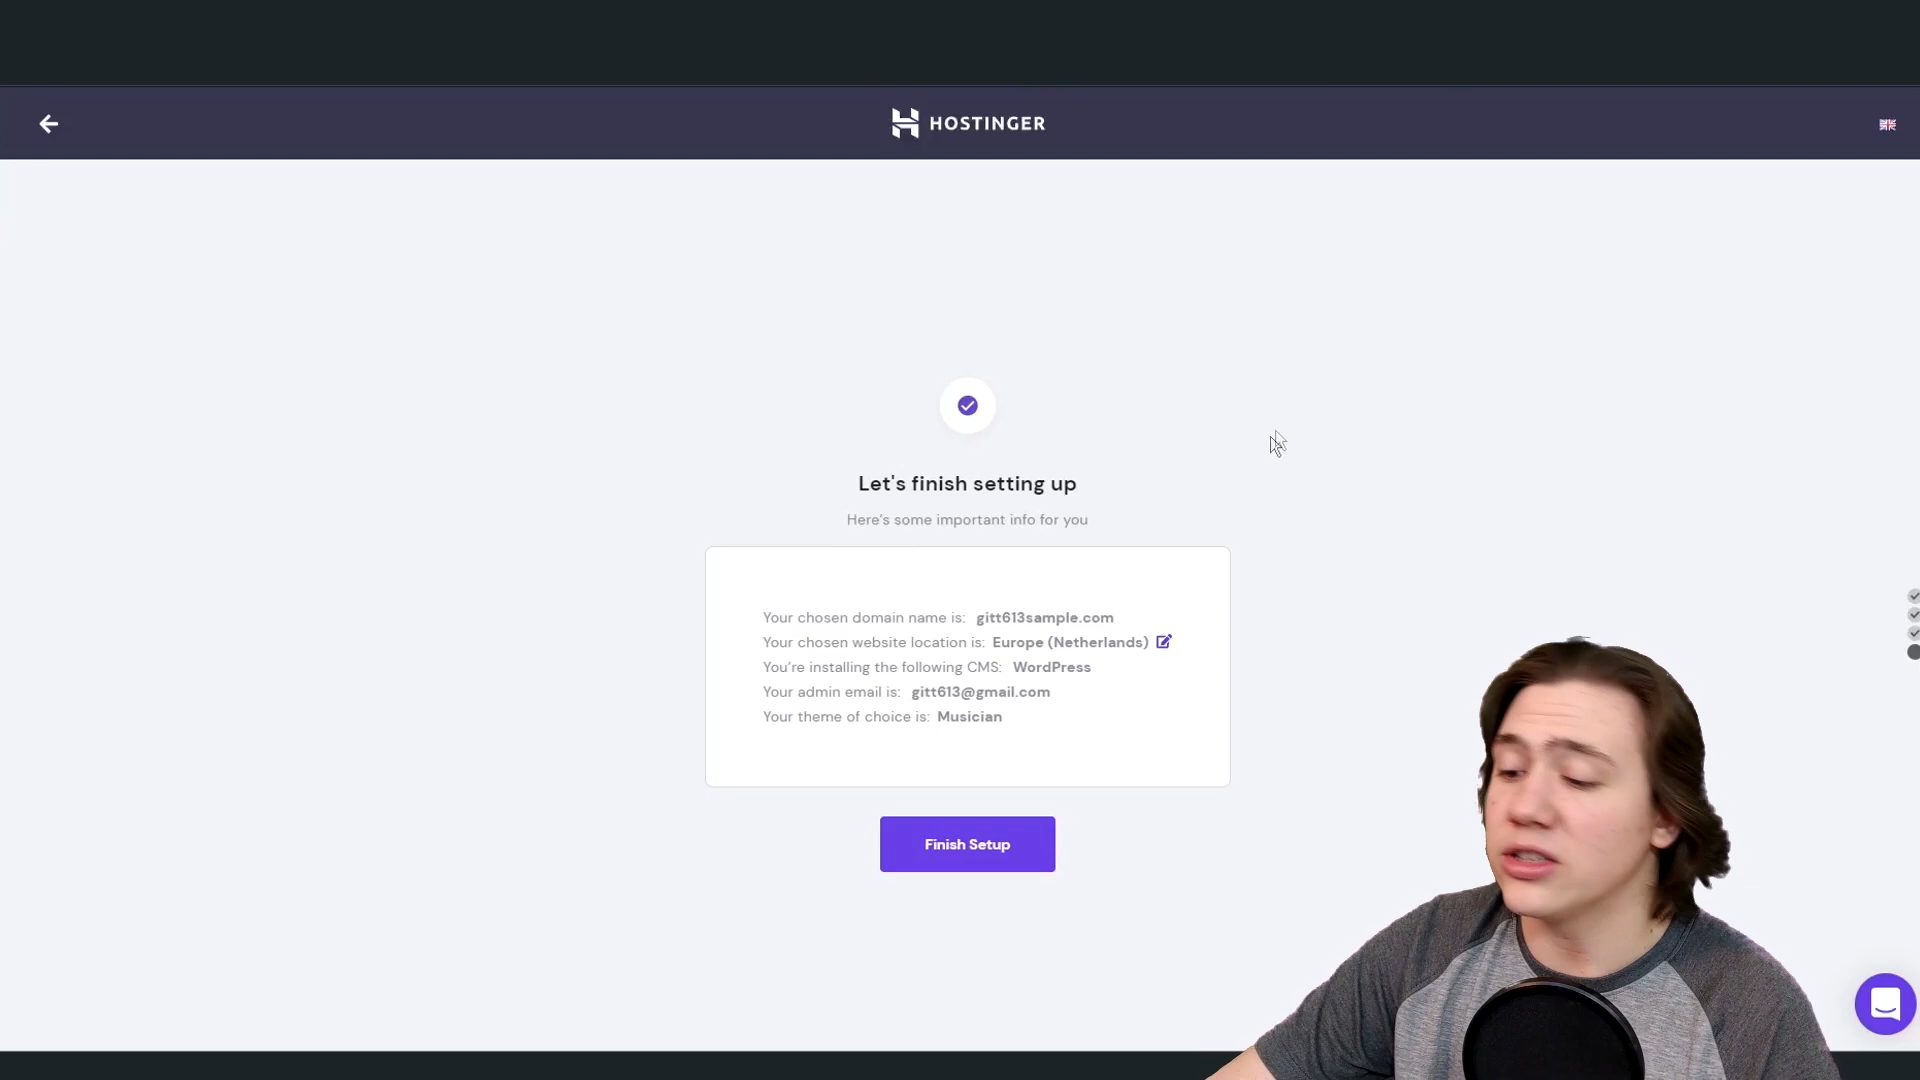 HOSTINGER
Let's finish setting up
Here's some important info for you
Your chosen domain name is: gitt613sample.com
Your chosen website location is: Europe (Netherlands)
You're installing the following CMS: WordPress
Your admin email is: gitt613@gmail.com
Your theme of choice is: Musician
Finish Setup